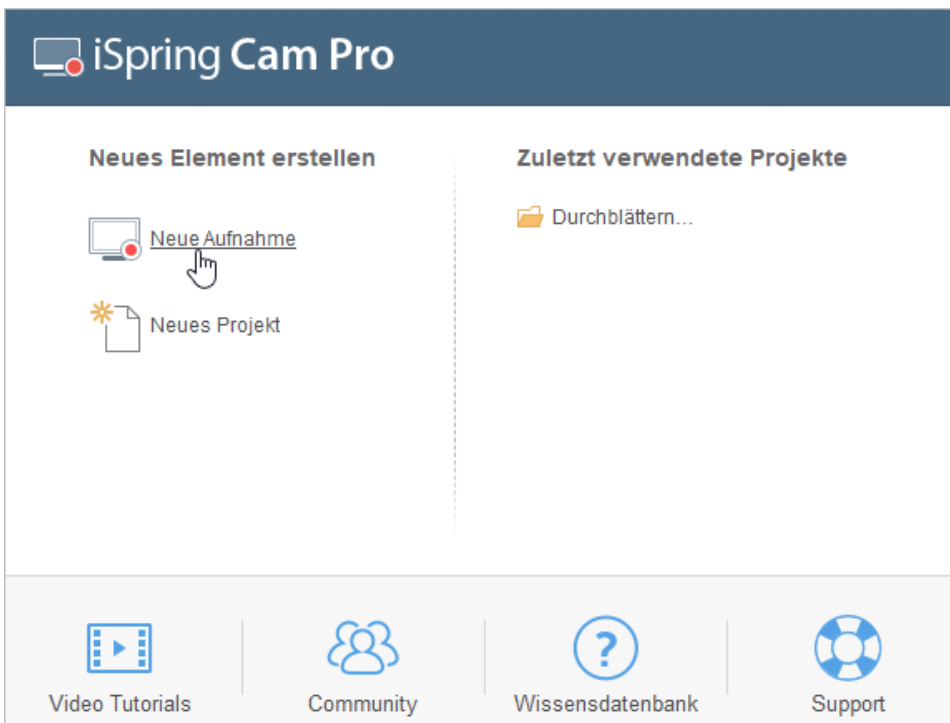 iSpring Cam Pro
Neues Element erstellen
Neue Aufnahme
Neues Projekt
Zuletzt verwendete Projekte
Durchblättern...
Video Tutorials
Community
Wissensdatenbank
Support